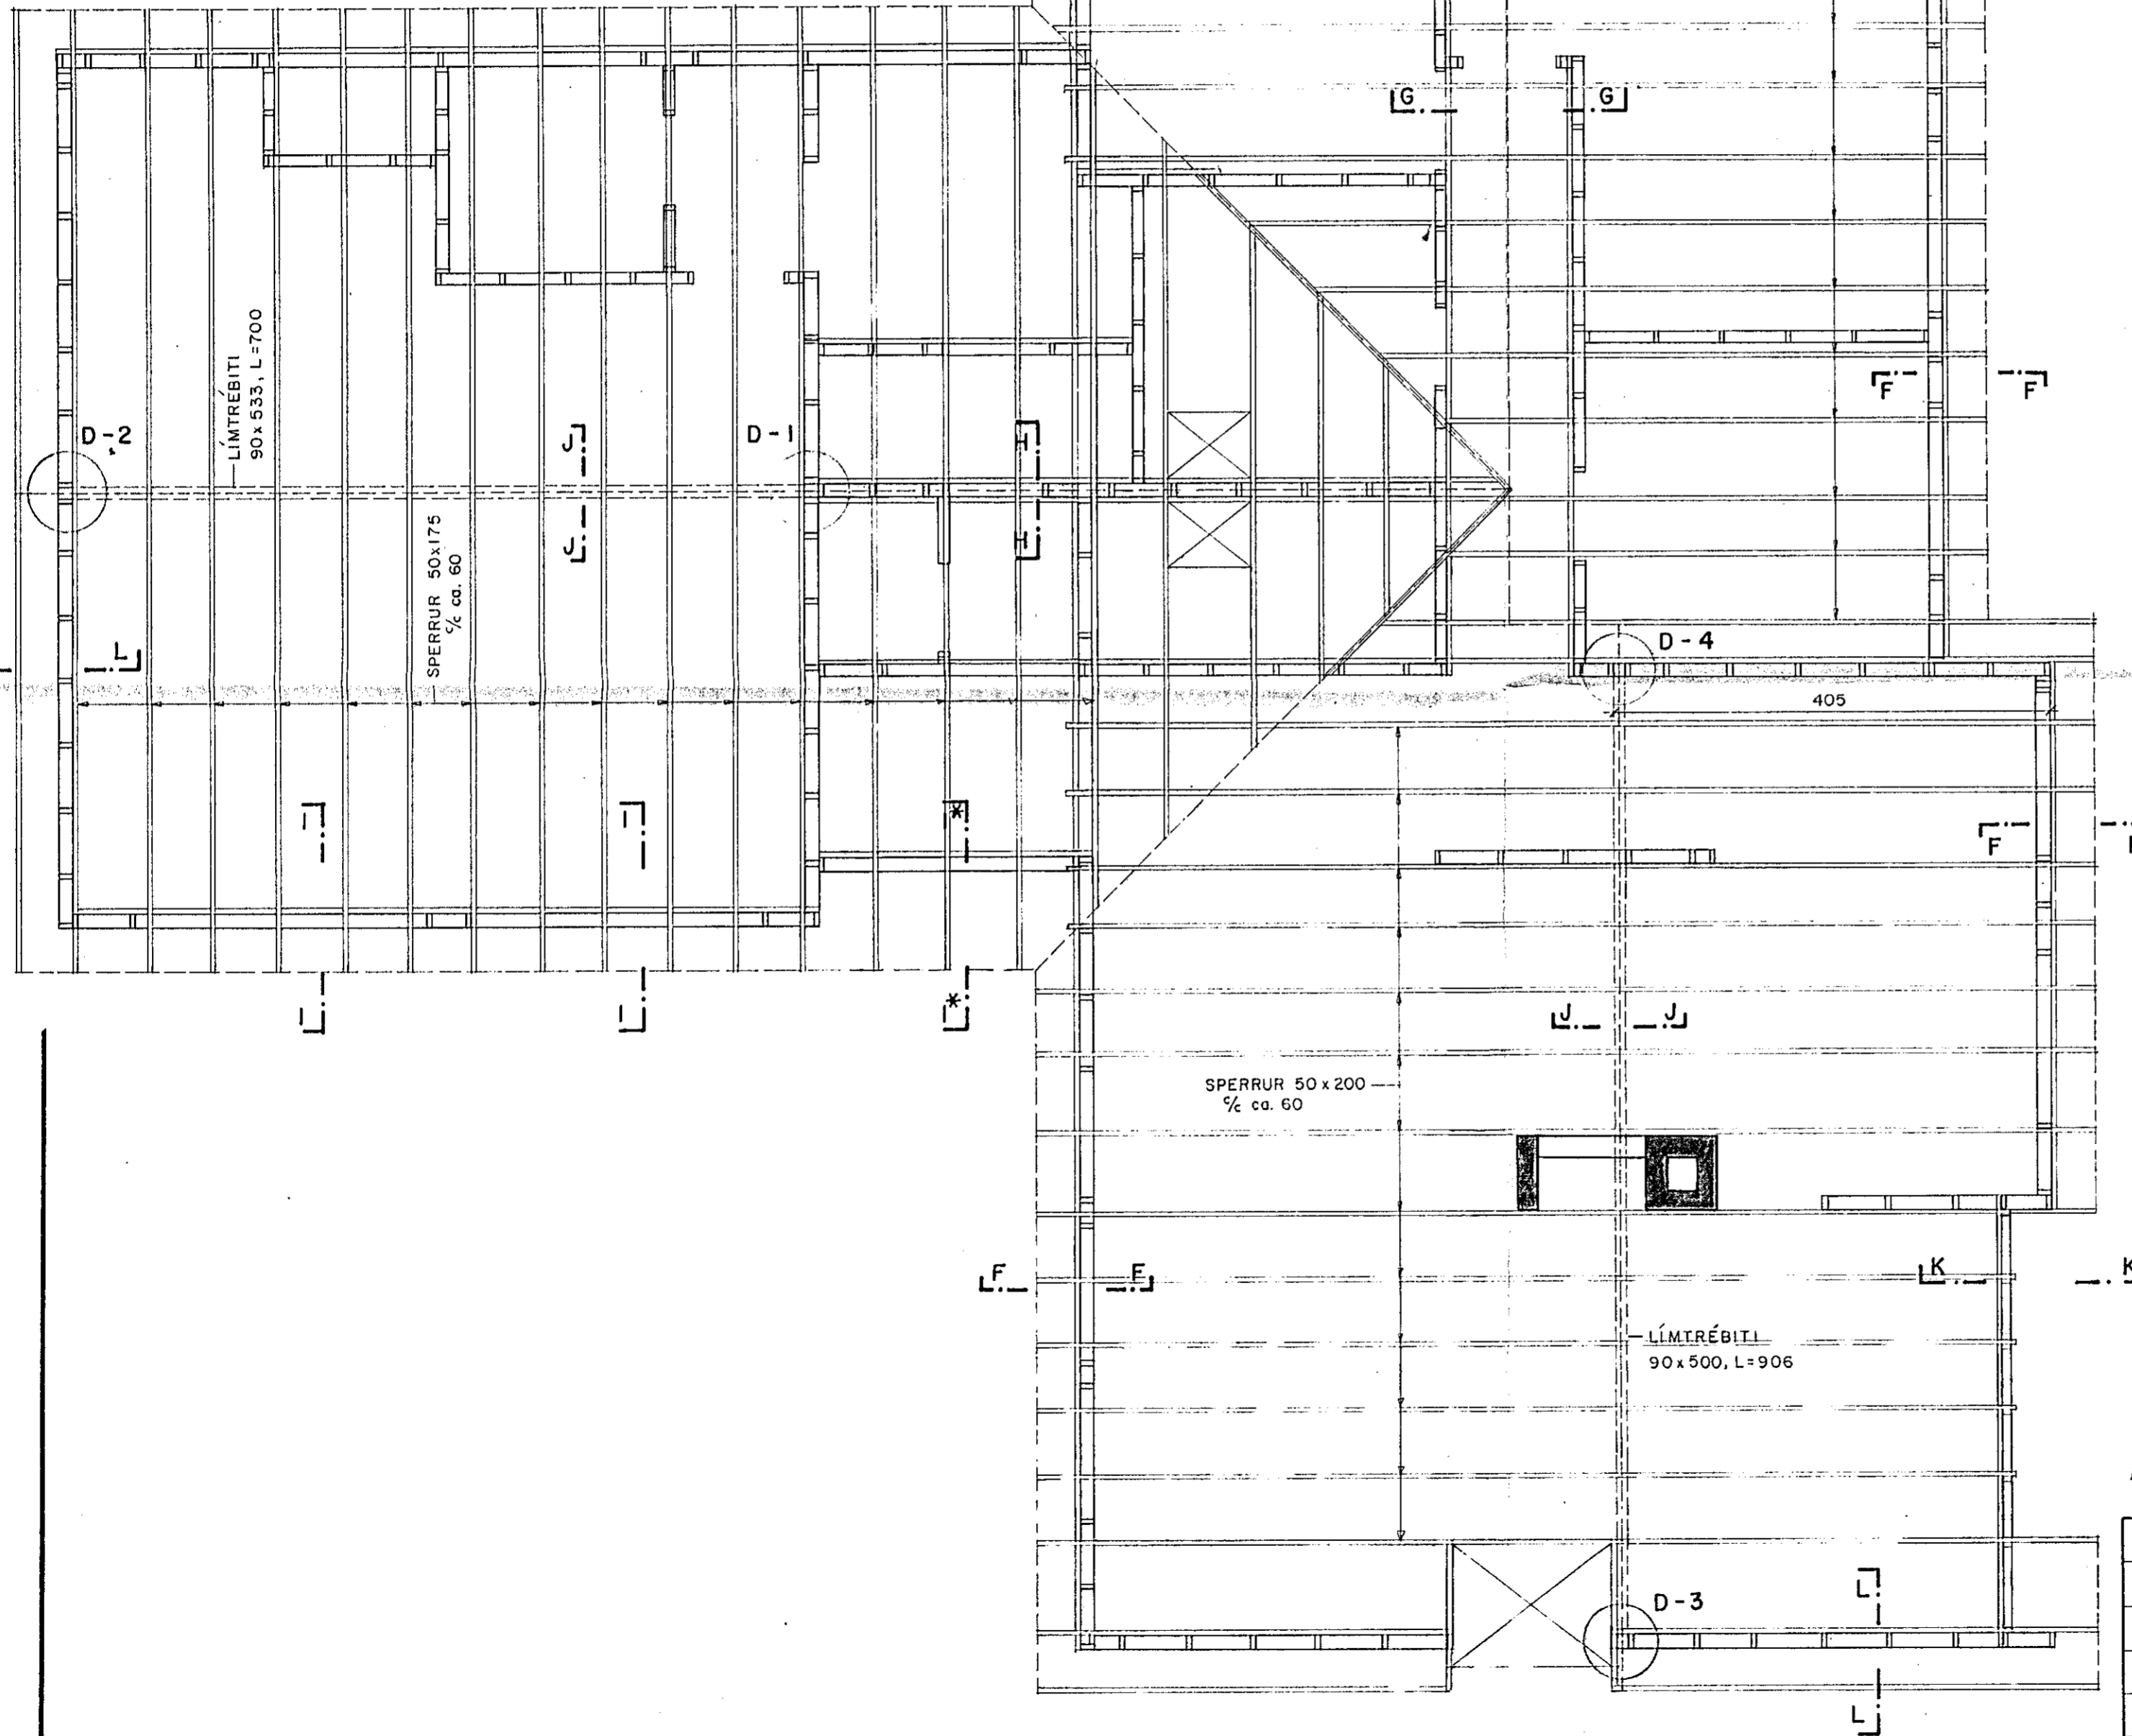 G G
LÍMTRÉBITI
90x533, L=700
F F
D-2
D-1
J
H
SPERRUR 50x175
c/c ca. 60
J
H
D-4
L
405
*
F
*
J J
SPERRUR 50x200
c/c ca. 60
F F
K K
LÍMTRÉBITI
90x500, L=906
D-3
L
L